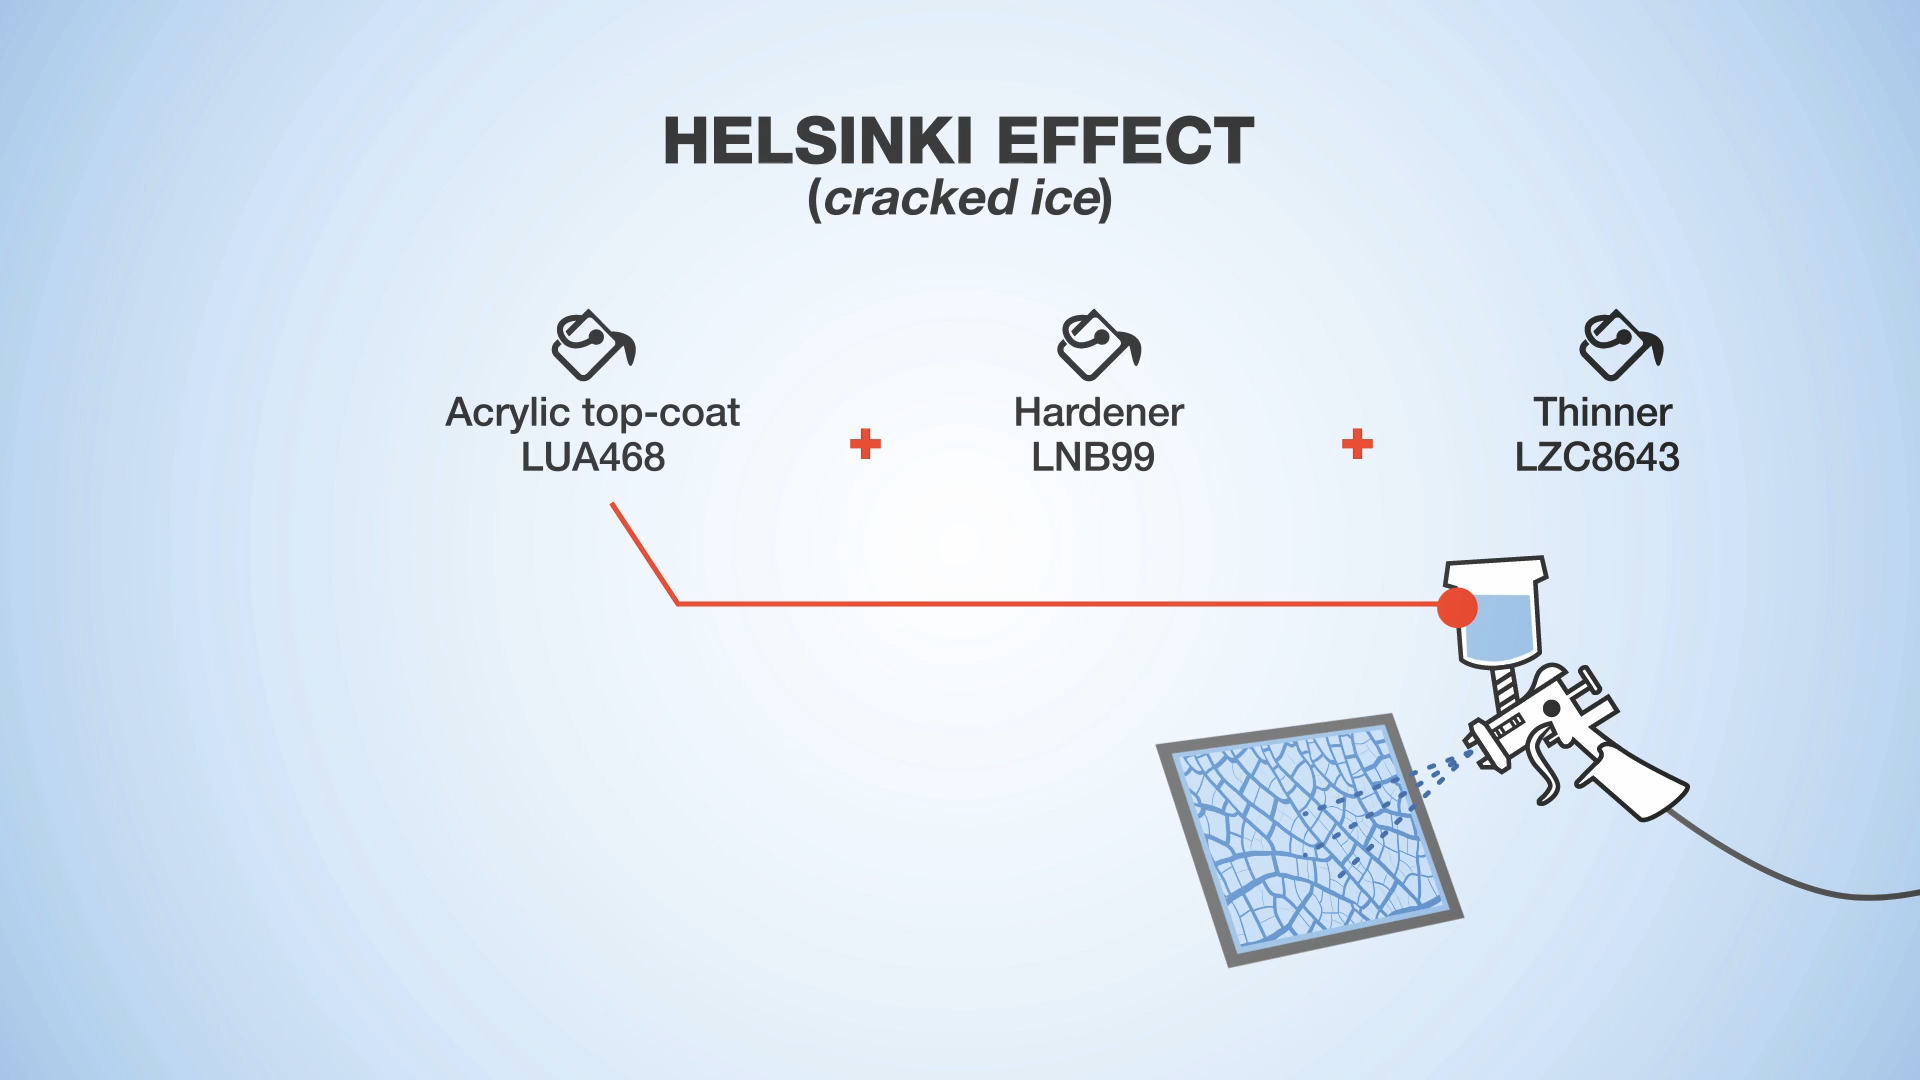 HELSINKI EFFECT
(cracked ice)
Acrylic top-coat
LUA468
+
Hardener
LNB99
+
Thinner
LZC8643